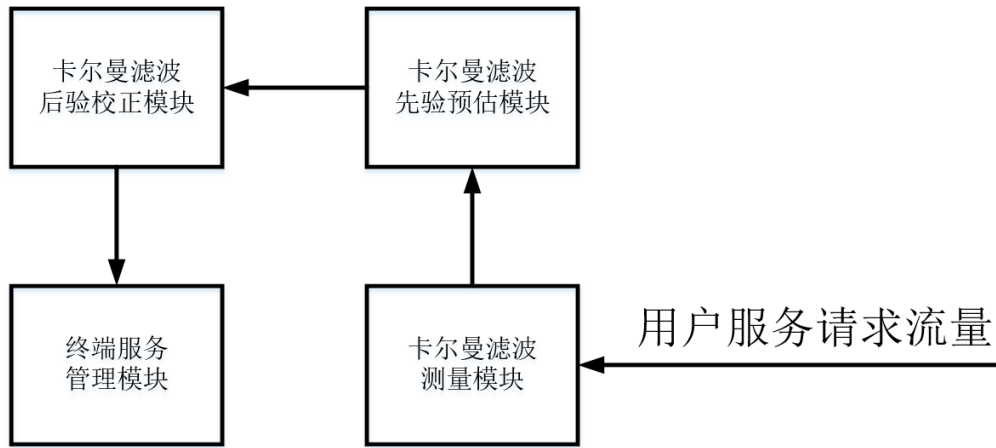 卡尔曼滤波
后验校正模块
卡尔曼滤波
先验预估模块
终端服务
管理模块
卡尔曼滤波
测量模块
用户服务请求流量